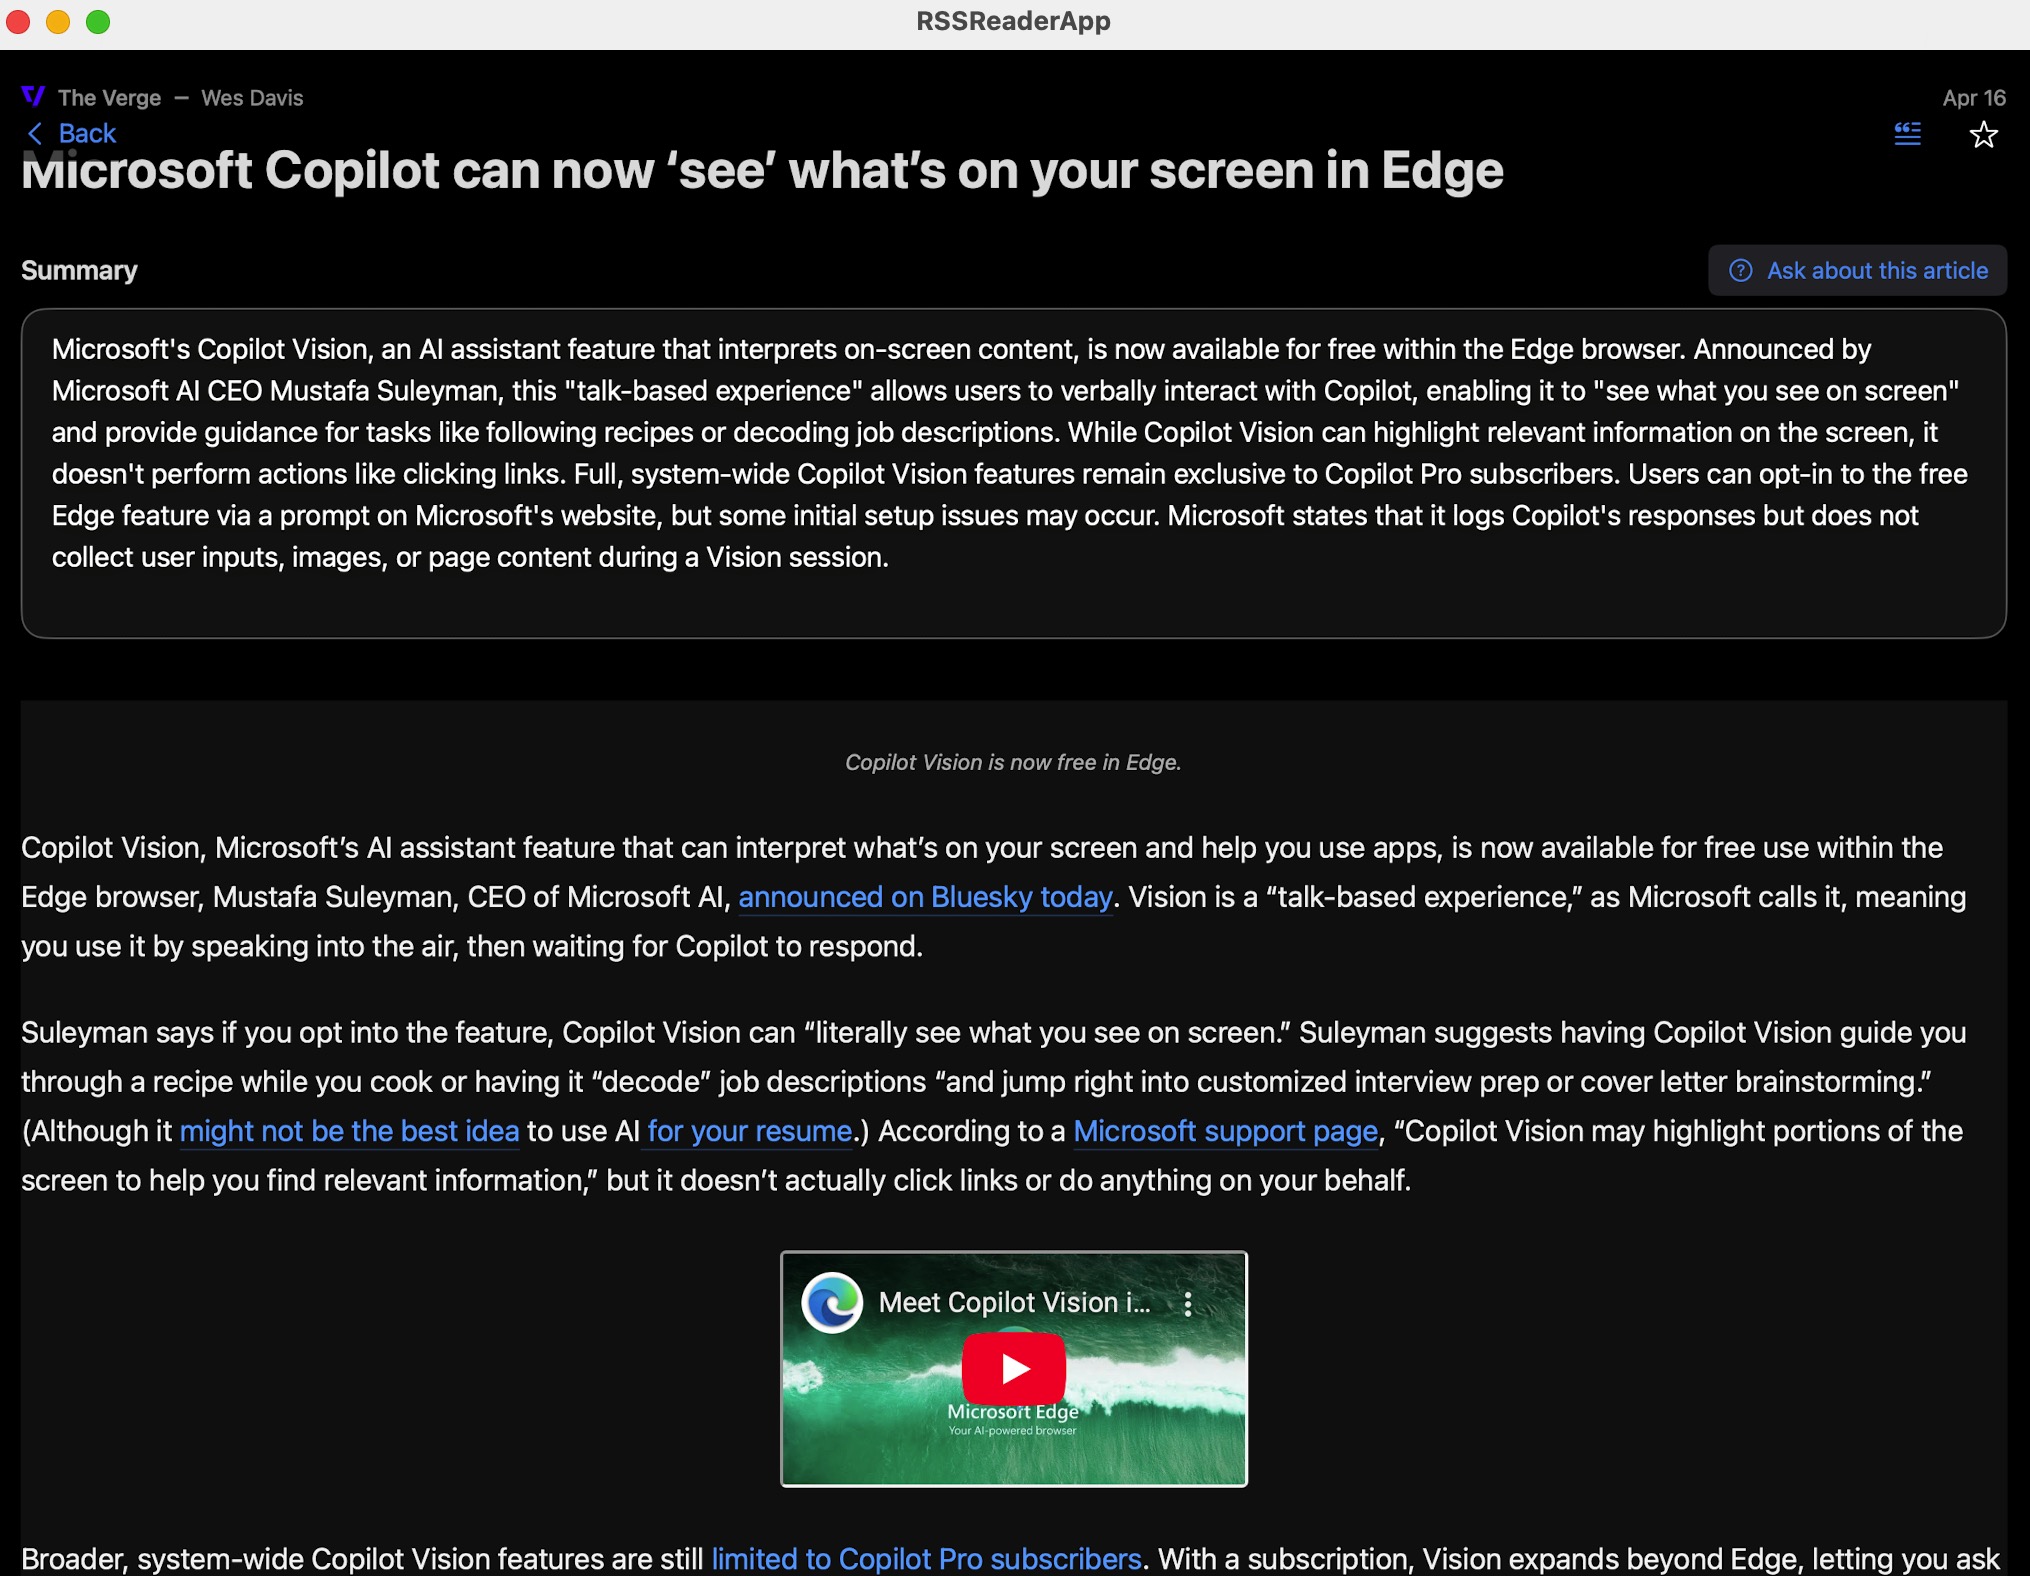 RSSReaderApp
The Verge — Wes Davis
Apr 16
Back
Microsoft Copilot can now ‘see’ what’s on your screen in Edge
Summary
Ask about this article
Microsoft's Copilot Vision, an AI assistant feature that interprets on-screen content, is now available for free within the Edge browser. Announced by
Microsoft AI CEO Mustafa Suleyman, this "talk-based experience" allows users to verbally interact with Copilot, enabling it to "see what you see on screen"
and provide guidance for tasks like following recipes or decoding job descriptions. While Copilot Vision can highlight relevant information on the screen, it
doesn't perform actions like clicking links. Full, system-wide Copilot Vision features remain exclusive to Copilot Pro subscribers. Users can opt-in to the free
Edge feature via a prompt on Microsoft's website, but some initial setup issues may occur. Microsoft states that it logs Copilot's responses but does not
collect user inputs, images, or page content during a Vision session.
Copilot Vision is now free in Edge.
Copilot Vision, Microsoft’s AI assistant feature that can interpret what’s on your screen and help you use apps, is now available for free use within the
Edge browser, Mustafa Suleyman, CEO of Microsoft AI, announced on Bluesky today. Vision is a “talk-based experience,” as Microsoft calls it, meaning
you use it by speaking into the air, then waiting for Copilot to respond.
Suleyman says if you opt into the feature, Copilot Vision can “literally see what you see on screen.” Suleyman suggests having Copilot Vision guide you
through a recipe while you cook or having it “decode” job descriptions “and jump right into customized interview prep or cover letter brainstorming.”
(Although it might not be the best idea to use AI for your resume.) According to a Microsoft support page, “Copilot Vision may highlight portions of the
screen to help you find relevant information,” but it doesn’t actually click links or do anything on your behalf.
Meet Copilot Vision i...
Microsoft Edge
Your AI-powered browser
Broader, system-wide Copilot Vision features are still limited to Copilot Pro subscribers. With a subscription, Vision expands beyond Edge, letting you ask